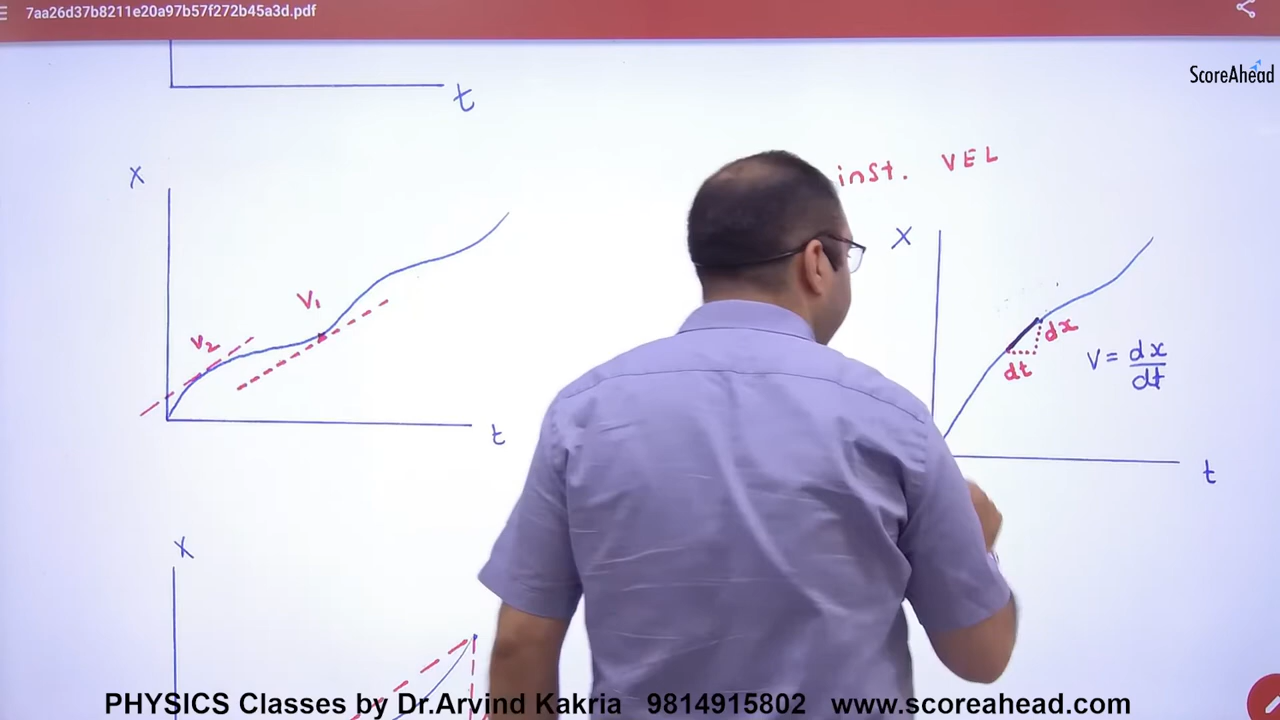 7aa26d37b8211e20a97b57f272b45a3d.pdf
ScoreAhead
t
x
V1
V2
t
inst. VEL
x
dx
dt
V = dx/dt
t
x
PHYSICS Classes by Dr.Arvind Kakria 9814915802 www.scoreahead.com